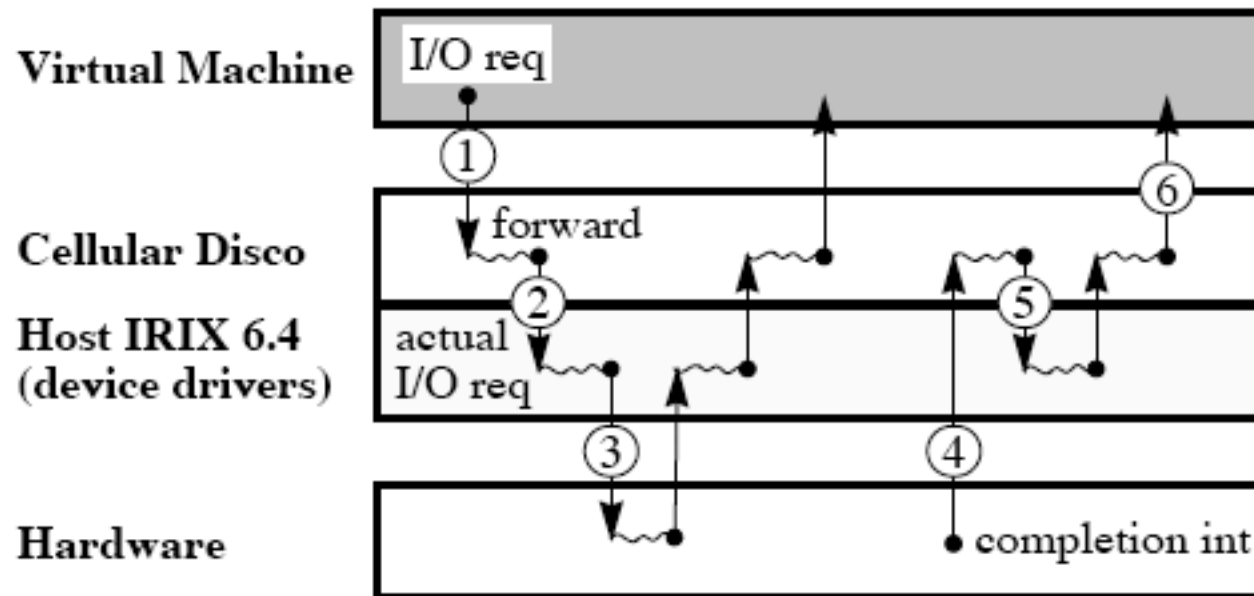 Virtual Machine
I/O req
1
6
Cellular Disco
forward
2
5
Host IRIX 6.4
(device drivers)
actual
I/O req
3
4
Hardware
completion int